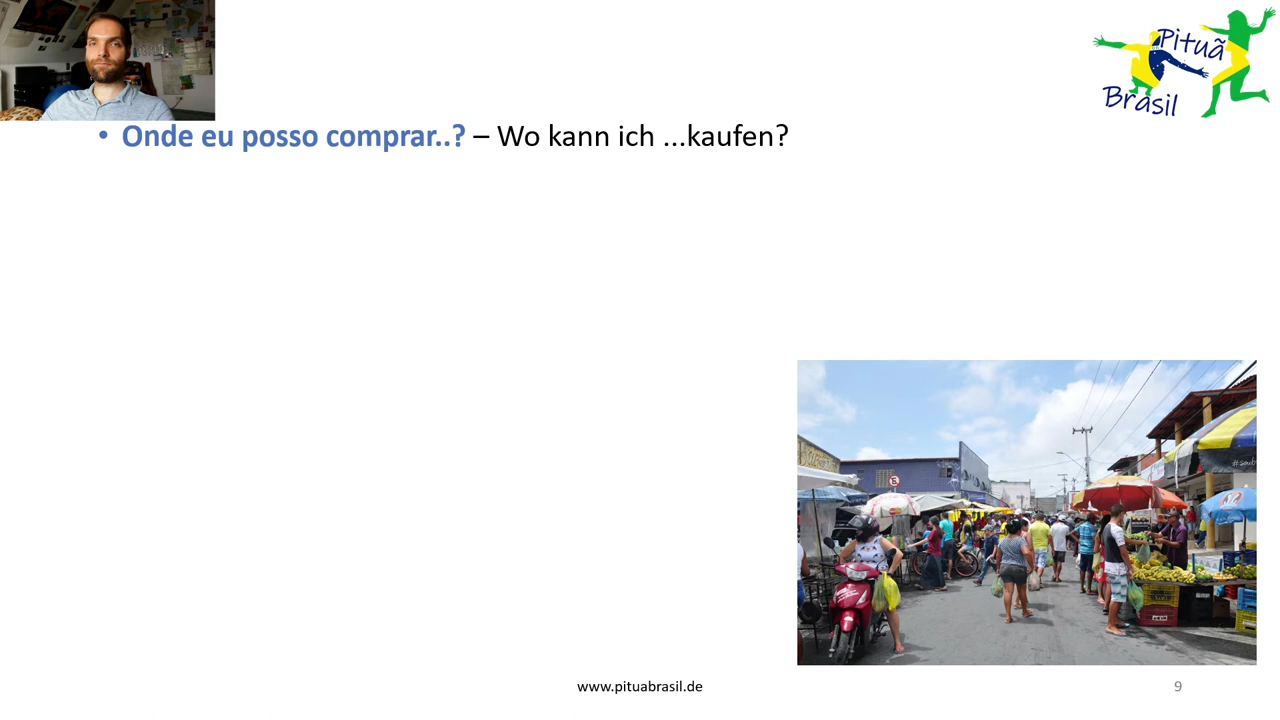 Pituã
Brasil
• Onde eu posso comprar..? – Wo kann ich ...kaufen?
www.pituabrasil.de
9